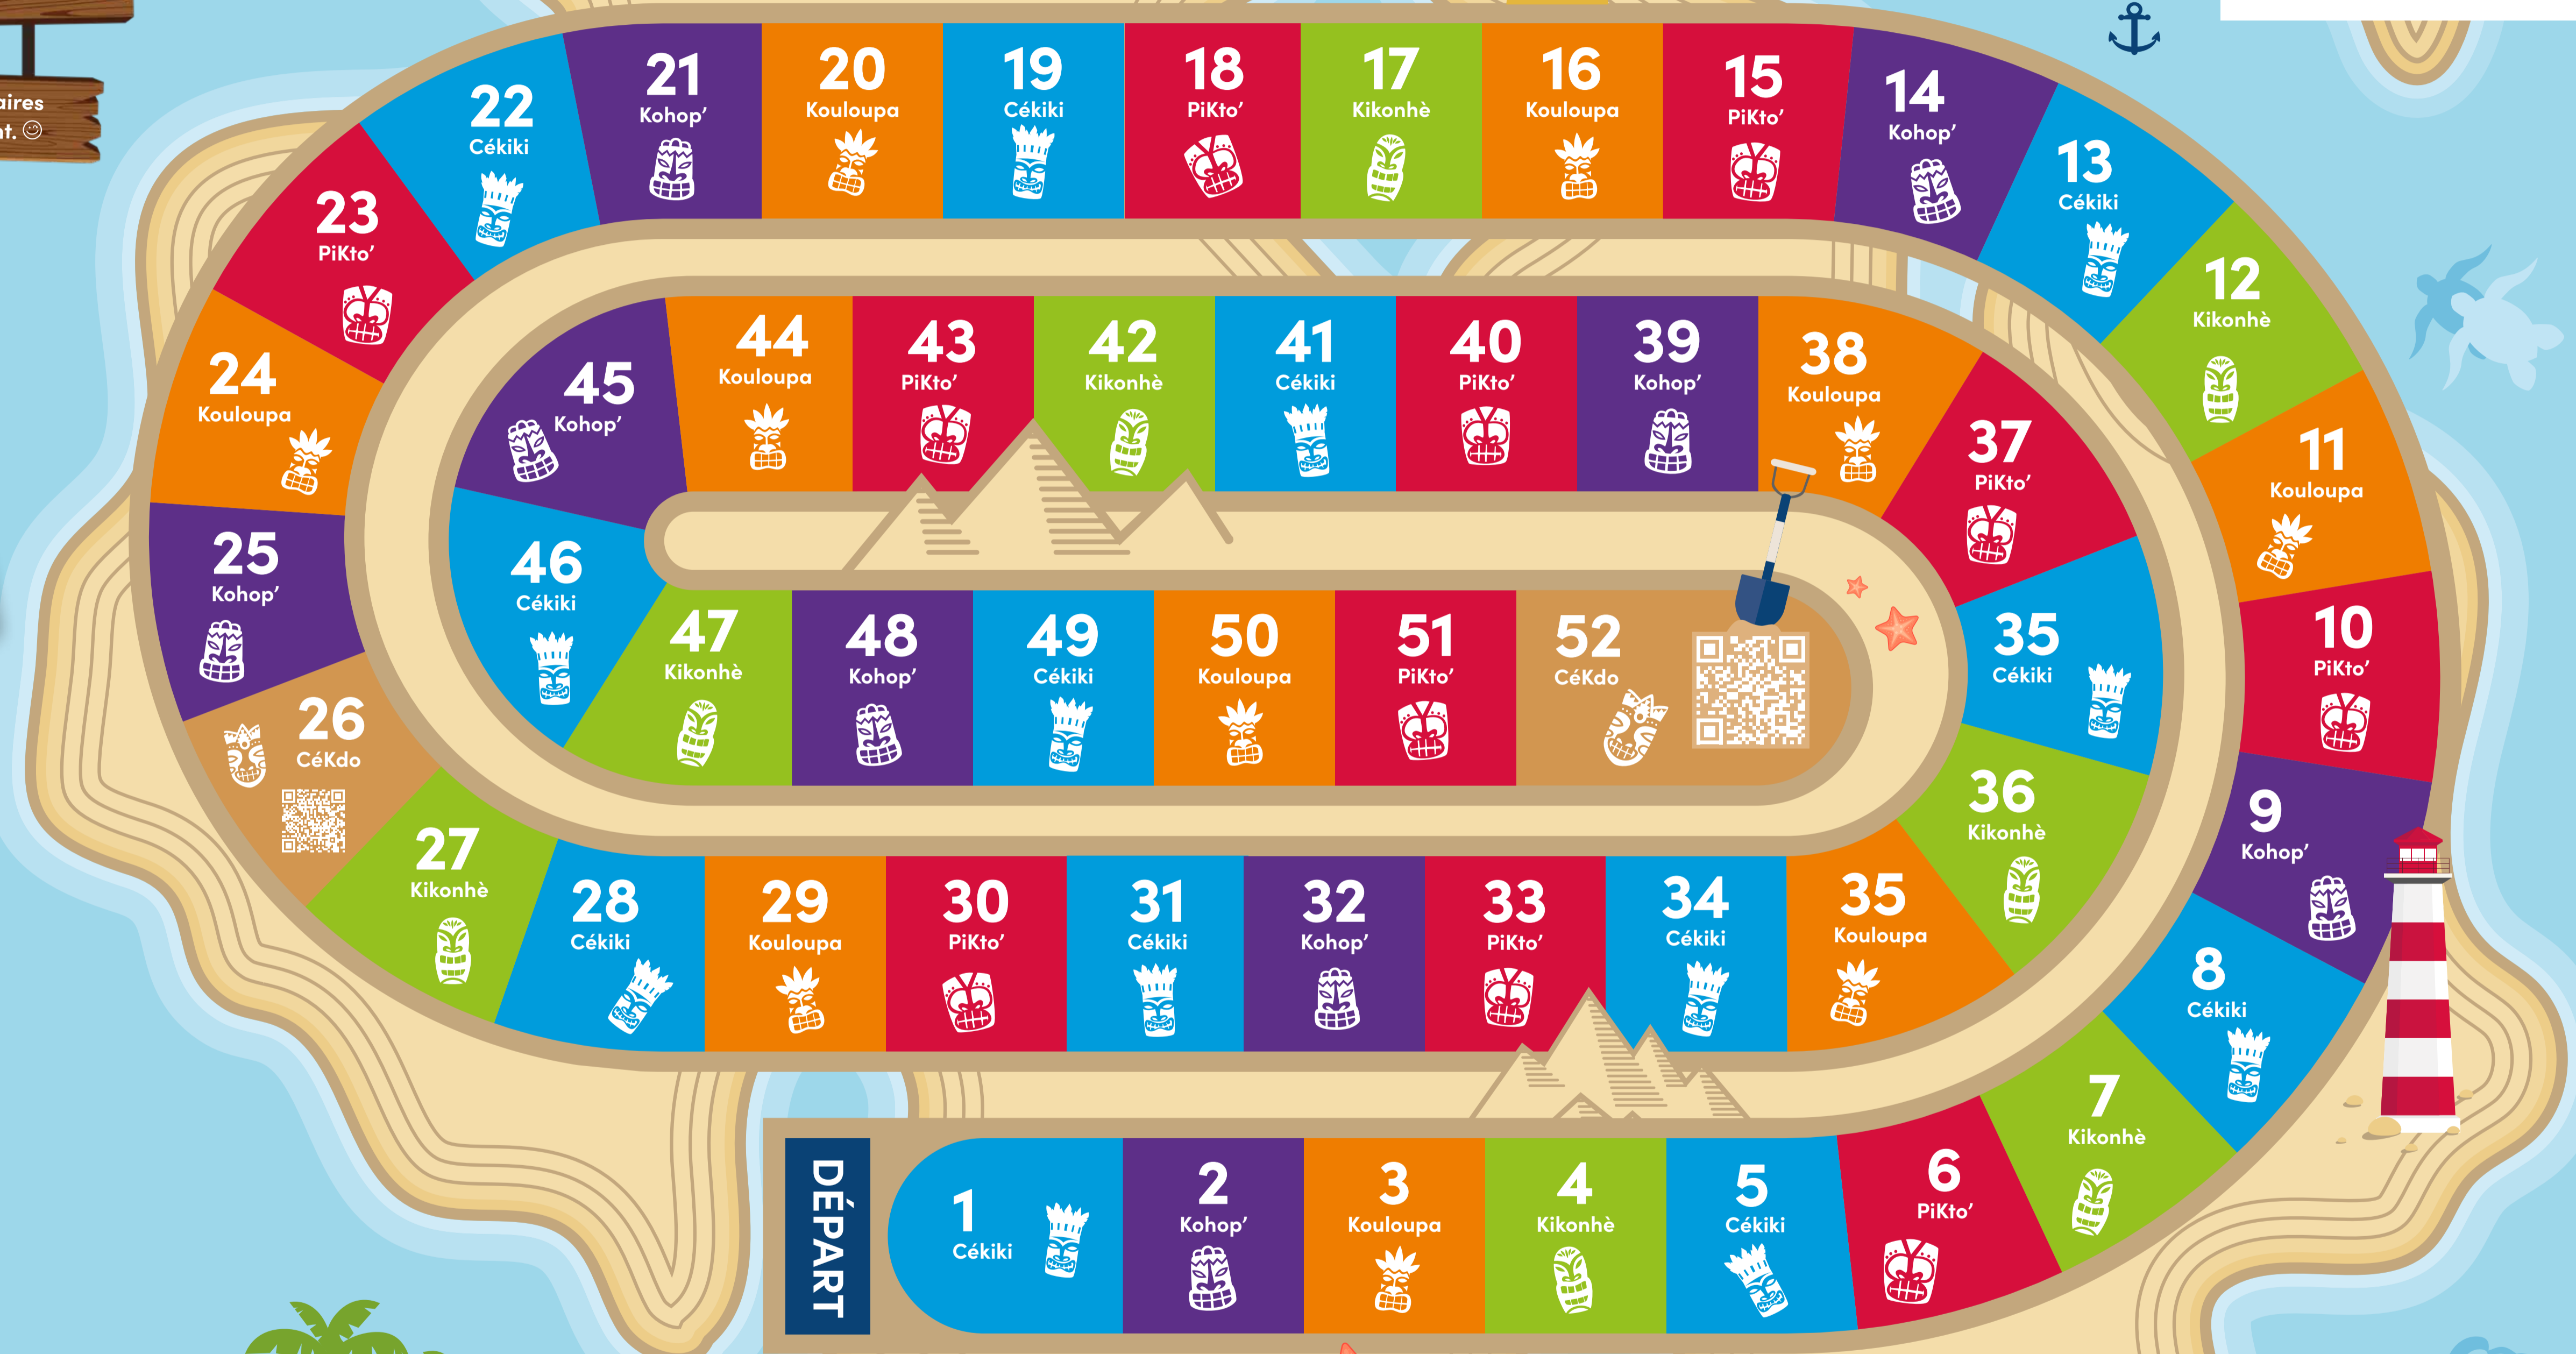 aires
nt.
DÉPART
1
Cékiki
2
Kohop’
3
Kouloupa
4
Kikonhè
5
Cékiki
6
PiKto’
7
Kikonhè
8
Cékiki
9
Kohop’
10
PiKto’
11
Kouloupa
12
Kikonhè
13
Cékiki
14
Kohop’
15
PiKto’
16
Kouloupa
17
Kikonhè
18
PiKto’
19
Cékiki
20
Kouloupa
21
Kohop’
22
Cékiki
23
PiKto’
24
Kouloupa
25
Kohop’
26
CéKdo
27
Kikonhè
28
Cékiki
29
Kouloupa
30
PiKto’
31
Cékiki
32
Kohop’
33
PiKto’
34
Cékiki
35
Kouloupa
36
Kikonhè
35
Cékiki
37
PiKto’
38
Kouloupa
39
Kohop’
40
PiKto’
41
Cékiki
42
Kikonhè
43
PiKto’
44
Kouloupa
45
Kohop’
46
Cékiki
47
Kikonhè
48
Kohop’
49
Cékiki
50
Kouloupa
51
PiKto’
52
CéKdo